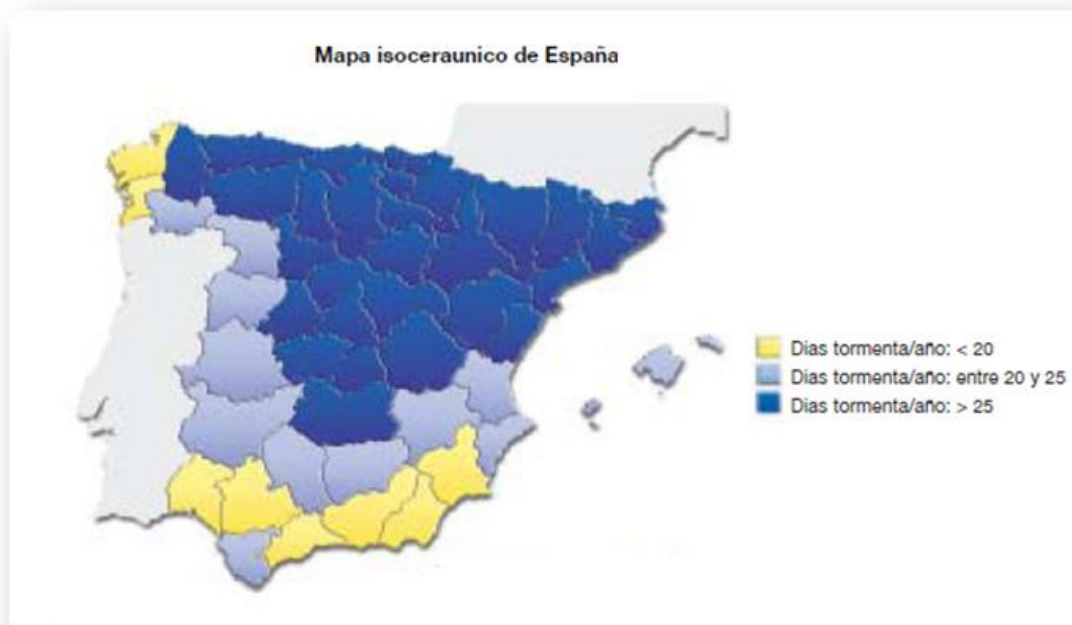 Mapa isoceraunico de España
Dias tormenta/año: < 20
Dias tormenta/año: entre 20 y 25
Dias tormenta/año: > 25